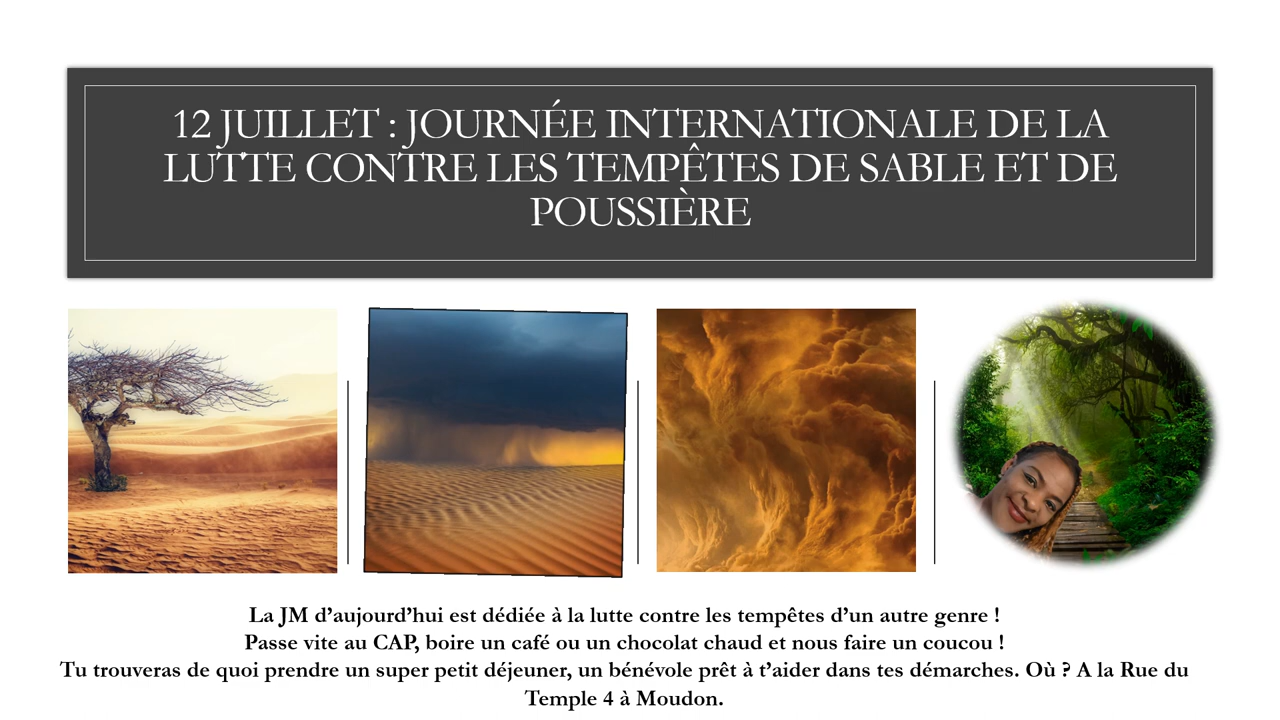 12 JUILLET : JOURNÉE INTERNATIONALE DE LA
LUTTE CONTRE LES TEMPÊTES DE SABLE ET DE
POUSSIÈRE
La JM d’aujourd’hui est dédiée à la lutte contre les tempêtes d’un autre genre !
Passe vite au CAP, boire un café ou un chocolat chaud et nous faire un coucou !
Tu trouveras de quoi prendre un super petit déjeuner, un bénévole prêt à t’aider dans tes démarches. Où ? A la Rue du
Temple 4 à Moudon.